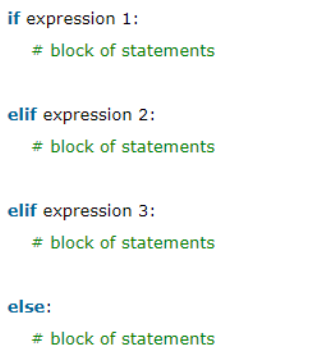 if expression 1:
# block of statements
elif expression 2:
# block of statements
elif expression 3:
# block of statements
else:
# block of statements